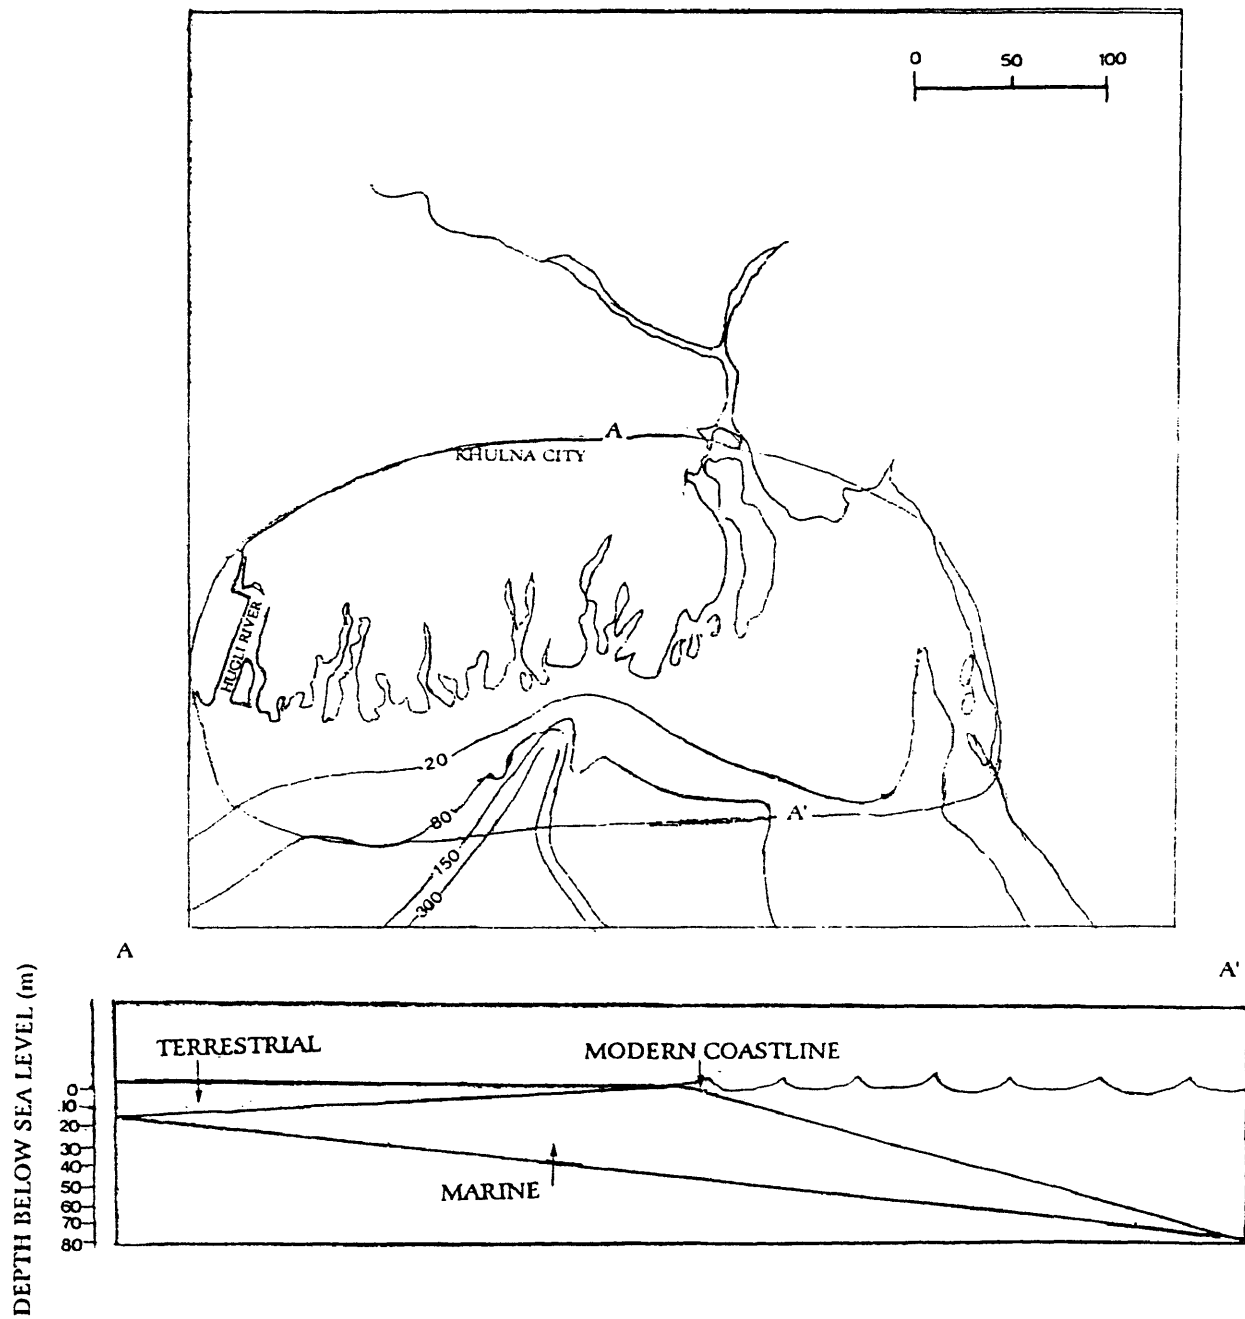 0 50 100
A
KHULNA CITY
HUGLI RIVER
20
80
A'
150
300
A
A'
DEPTH BELOW SEA LEVEL (m)
TERRESTRIAL
MODERN COASTLINE
0
10
20
30
40
MARINE
50
60
70
80